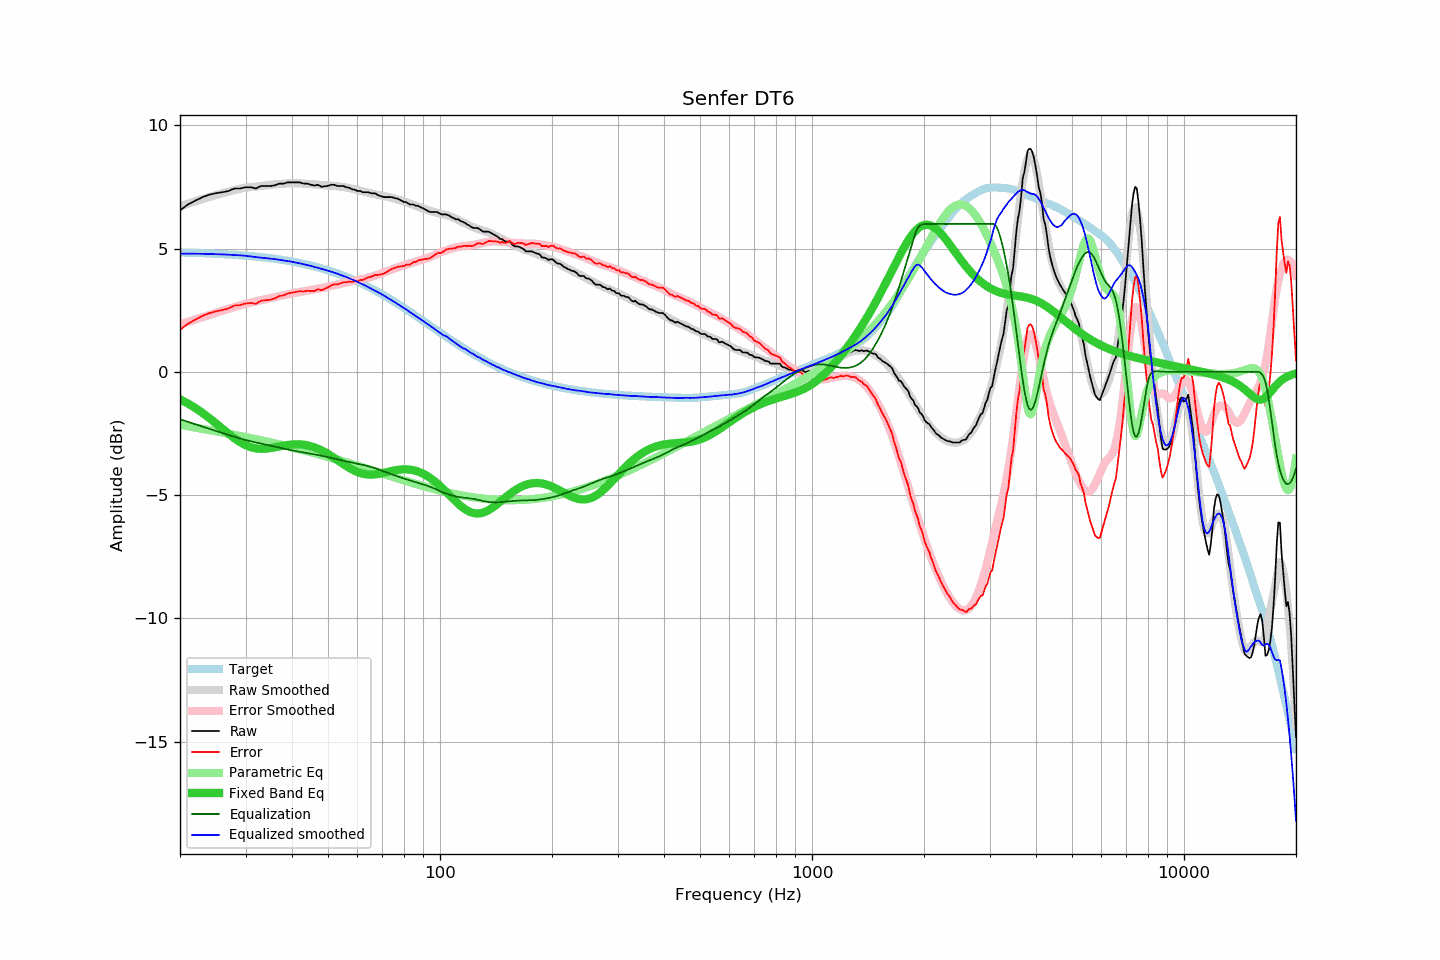 Senfer DT6
10
5
0
−5
−10
−15
Amplitude (dBr)
Target
Raw Smoothed
Error Smoothed
Raw
Error
Parametric Eq
Fixed Band Eq
Equalization
Equalized smoothed
100
1000
10000
Frequency (Hz)